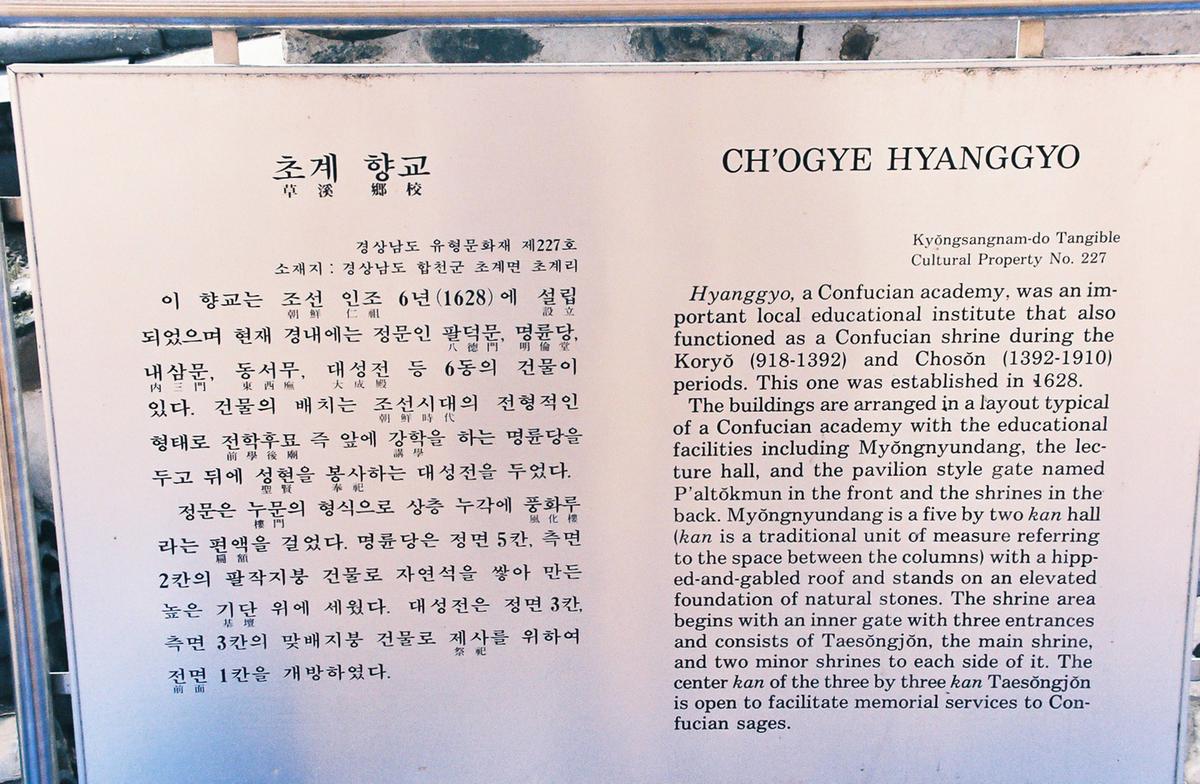 초계 향교
草溪 鄕校
경상남도 유형문화재 제227호
소재지 : 경상남도 합천군 초계면 초계리
이 향교는 조선 인조 6년(1628)에 설립
朝鮮 仁祖 設立
되었으며 현재 경내에는 정문인 팔덕문, 명륜당,
八德門 明倫堂
내삼문, 동서무, 대성전 등 6동의 건물이
內三門 東西廡 大成殿
있다. 건물의 배치는 조선시대의 전형적인
朝鮮時代
형태로 전학후묘 즉 앞에 강학을 하는 명륜당을
前學後廟 講學
두고 뒤에 성현을 봉사하는 대성전을 두었다.
聖賢 奉祀
정문은 누문의 형식으로 상층 누각에 풍화루
樓門 風化樓
라는 편액을 걸었다. 명륜당은 정면 5칸, 측면
扁額
2칸의 팔작지붕 건물로 자연석을 쌓아 만든
높은 기단 위에 세웠다. 대성전은 정면 3칸,
基壇
측면 3칸의 맞배지붕 건물로 제사를 위하여
祭祀
전면 1칸을 개방하였다.
前面
CH'OGYE HYANGGYO
Kyŏngsangnam-do Tangible
Cultural Property No. 227
Hyanggyo, a Confucian academy, was an im-
portant local educational institute that also
functioned as a Confucian shrine during the
Koryŏ (918-1392) and Chosŏn (1392-1910)
periods. This one was established in 1628.
The buildings are arranged in a layout typical
of a Confucian academy with the educational
facilities including Myŏngnyundang, the lec-
ture hall, and the pavilion style gate named
P'altŏkmun in the front and the shrines in the
back. Myŏngnyundang is a five by two kan hall
(kan is a traditional unit of measure referring
to the space between the columns) with a hipp-
ed-and-gabled roof and stands on an elevated
foundation of natural stones. The shrine area
begins with an inner gate with three entrances
and consists of Taesŏngjŏn, the main shrine,
and two minor shrines to each side of it. The
center kan of the three by three kan Taesŏngjŏn
is open to facilitate memorial services to Con-
fucian sages.